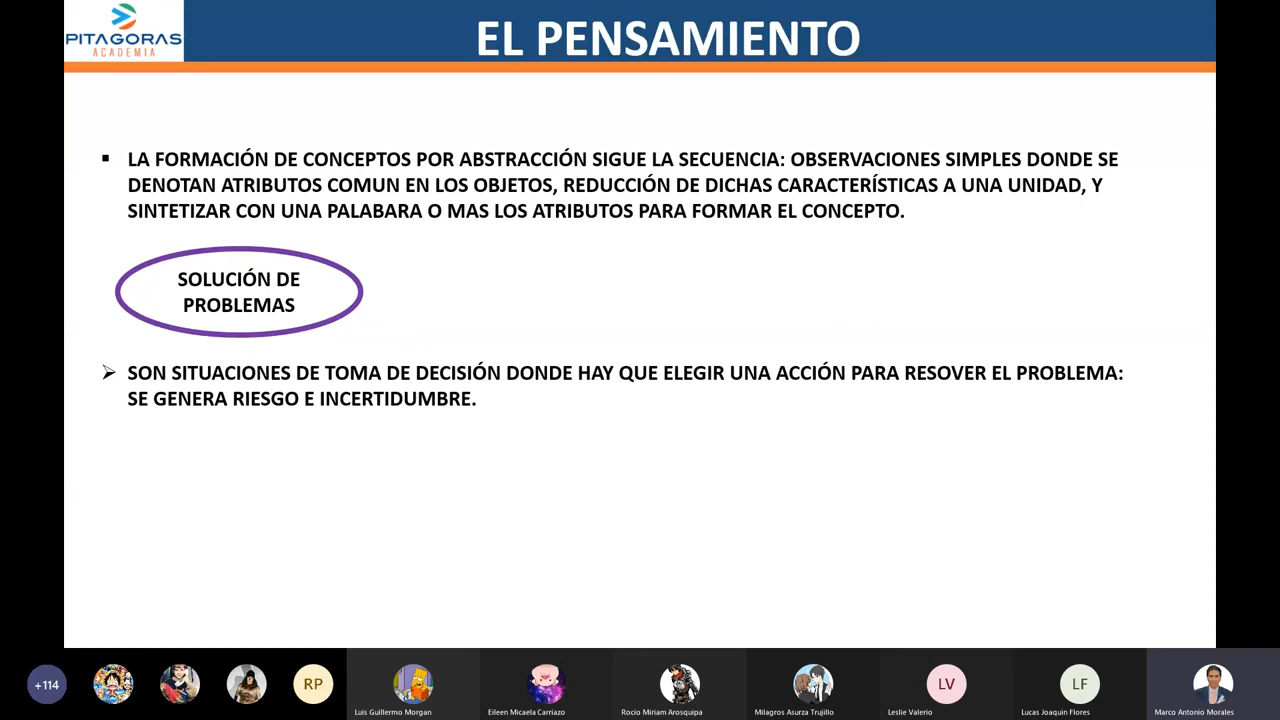 PITAGORAS
ACADEMIA
EL PENSAMIENTO
▪ LA FORMACIÓN DE CONCEPTOS POR ABSTRACCIÓN SIGUE LA SECUENCIA: OBSERVACIONES SIMPLES DONDE SE
DENOTAN ATRIBUTOS COMUN EN LOS OBJETOS, REDUCCIÓN DE DICHAS CARACTERÍSTICAS A UNA UNIDAD, Y
SINTETIZAR CON UNA PALABARA O MAS LOS ATRIBUTOS PARA FORMAR EL CONCEPTO.
SOLUCIÓN DE
PROBLEMAS
➢ SON SITUACIONES DE TOMA DE DECISIÓN DONDE HAY QUE ELEGIR UNA ACCIÓN PARA RESOVER EL PROBLEMA:
SE GENERA RIESGO E INCERTIDUMBRE.
+114
RP
Luis Guillermo Morgan
Eileen Micaela Carriazo
Rocio Miriam Arosquipa
Milagros Asurza Trujillo
LV
Leslie Valerio
LF
Lucas Joaquin Flores
Marco Antonio Morales